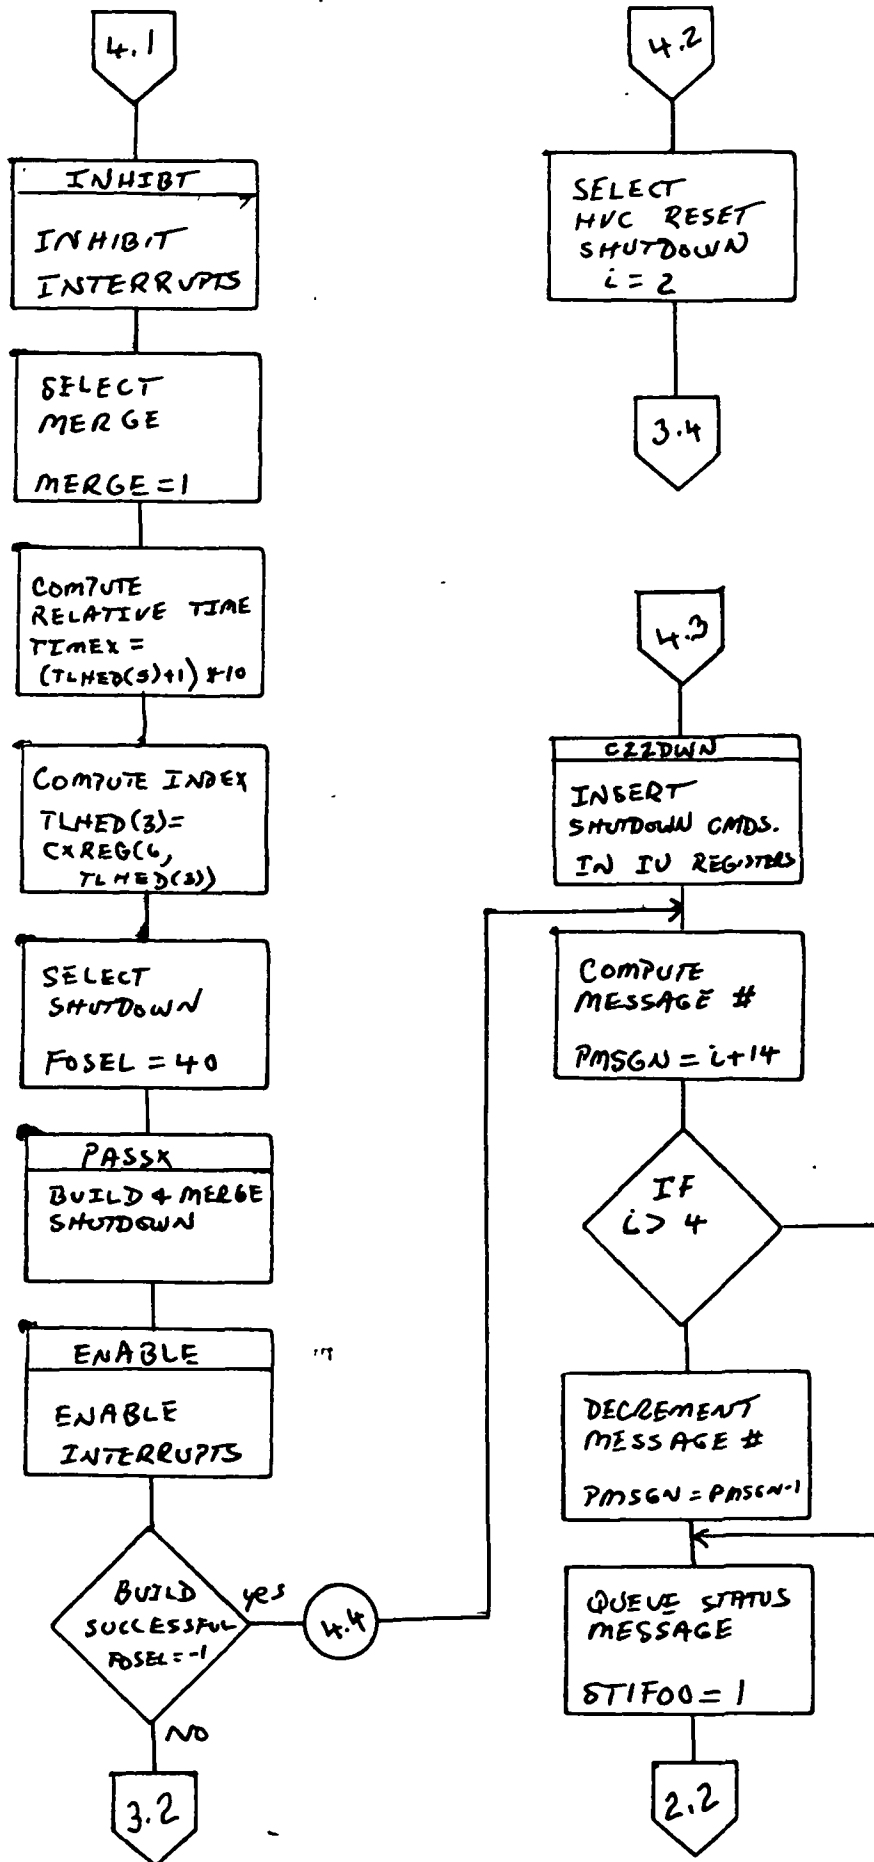 4.1
INHIBT
INHIBIT
INTERRUPTS
SELECT
MERGE
MERGE = 1
COMPUTE
RELATIVE TIME
TIMEX =
(TLHED(5)+1) *10
COMPUTE INDEX
TLHED(3)=
CXREG(6,
TLHED(3))
SELECT
SHUTDOWN
FOSEL = 40
PASSX
BUILD & MERGE
SHUTDOWN
ENABLE
ENABLE
INTERRUPTS
BUILD
SUCCESSFUL
FOSEL = -1
yes
4.4
NO
3.2
4.2
SELECT
HVC RESET
SHUTDOWN
i = 2
3.4
4.3
CZZDWN
INSERT
SHUTDOWN CMDS.
IN IU REGISTERS
COMPUTE
MESSAGE #
PMSGN = i+14
IF
i > 4
DECREMENT
MESSAGE #
PMSGN = PMSGN-1
QUEUE STATUS
MESSAGE
STIF00 = 1
2.2